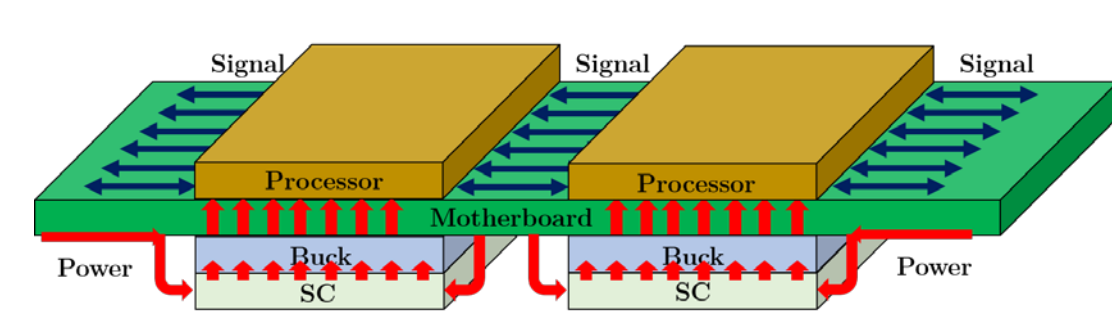 Signal
Signal
Signal
Processor
Processor
Motherboard
Power
Buck
Buck
Power
SC
SC